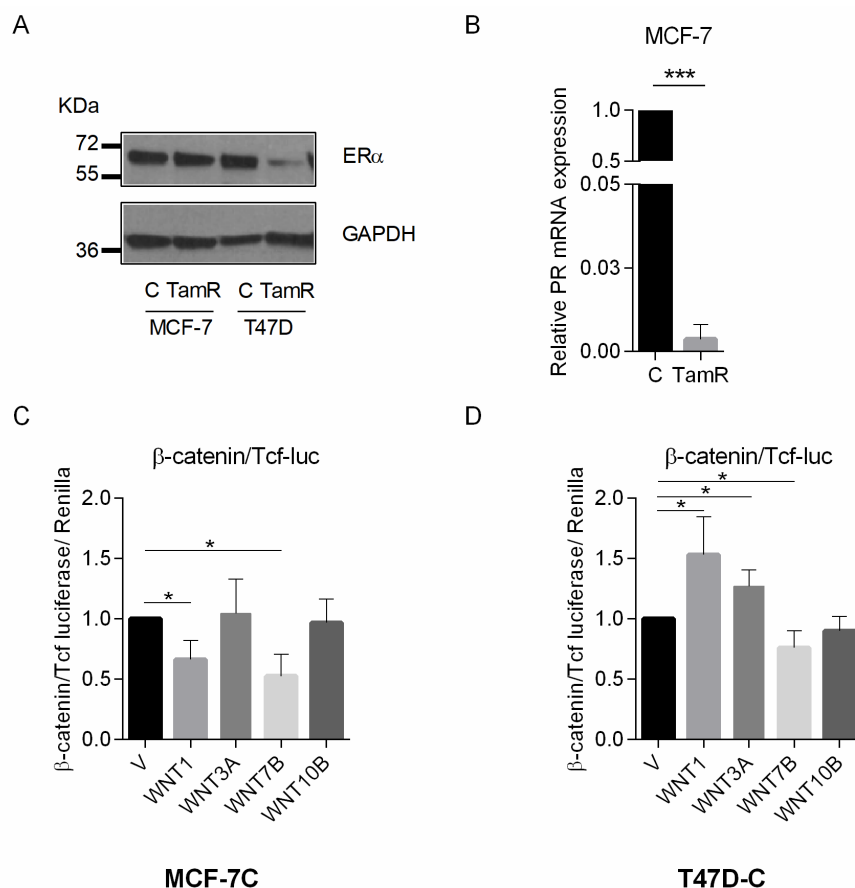 A
KDa
72
55
36
ERα
GAPDH
C TamR C TamR
MCF-7 T47D
B
MCF-7
***
Relative PR mRNA expression
1.0
0.5
0.05
0.03
0.00
C TamR
C
β-catenin/Tcf-luc
β-catenin/Tcf luciferase/ Renilla
2.0
1.5
1.0
0.5
0.0
*
*
V WNT1 WNT3A WNT7B WNT10B
MCF-7C
D
β-catenin/Tcf-luc
β-catenin/Tcf luciferase/ Renilla
2.0
1.5
1.0
0.5
0.0
*
*
*
V WNT1 WNT3A WNT7B WNT10B
T47D-C